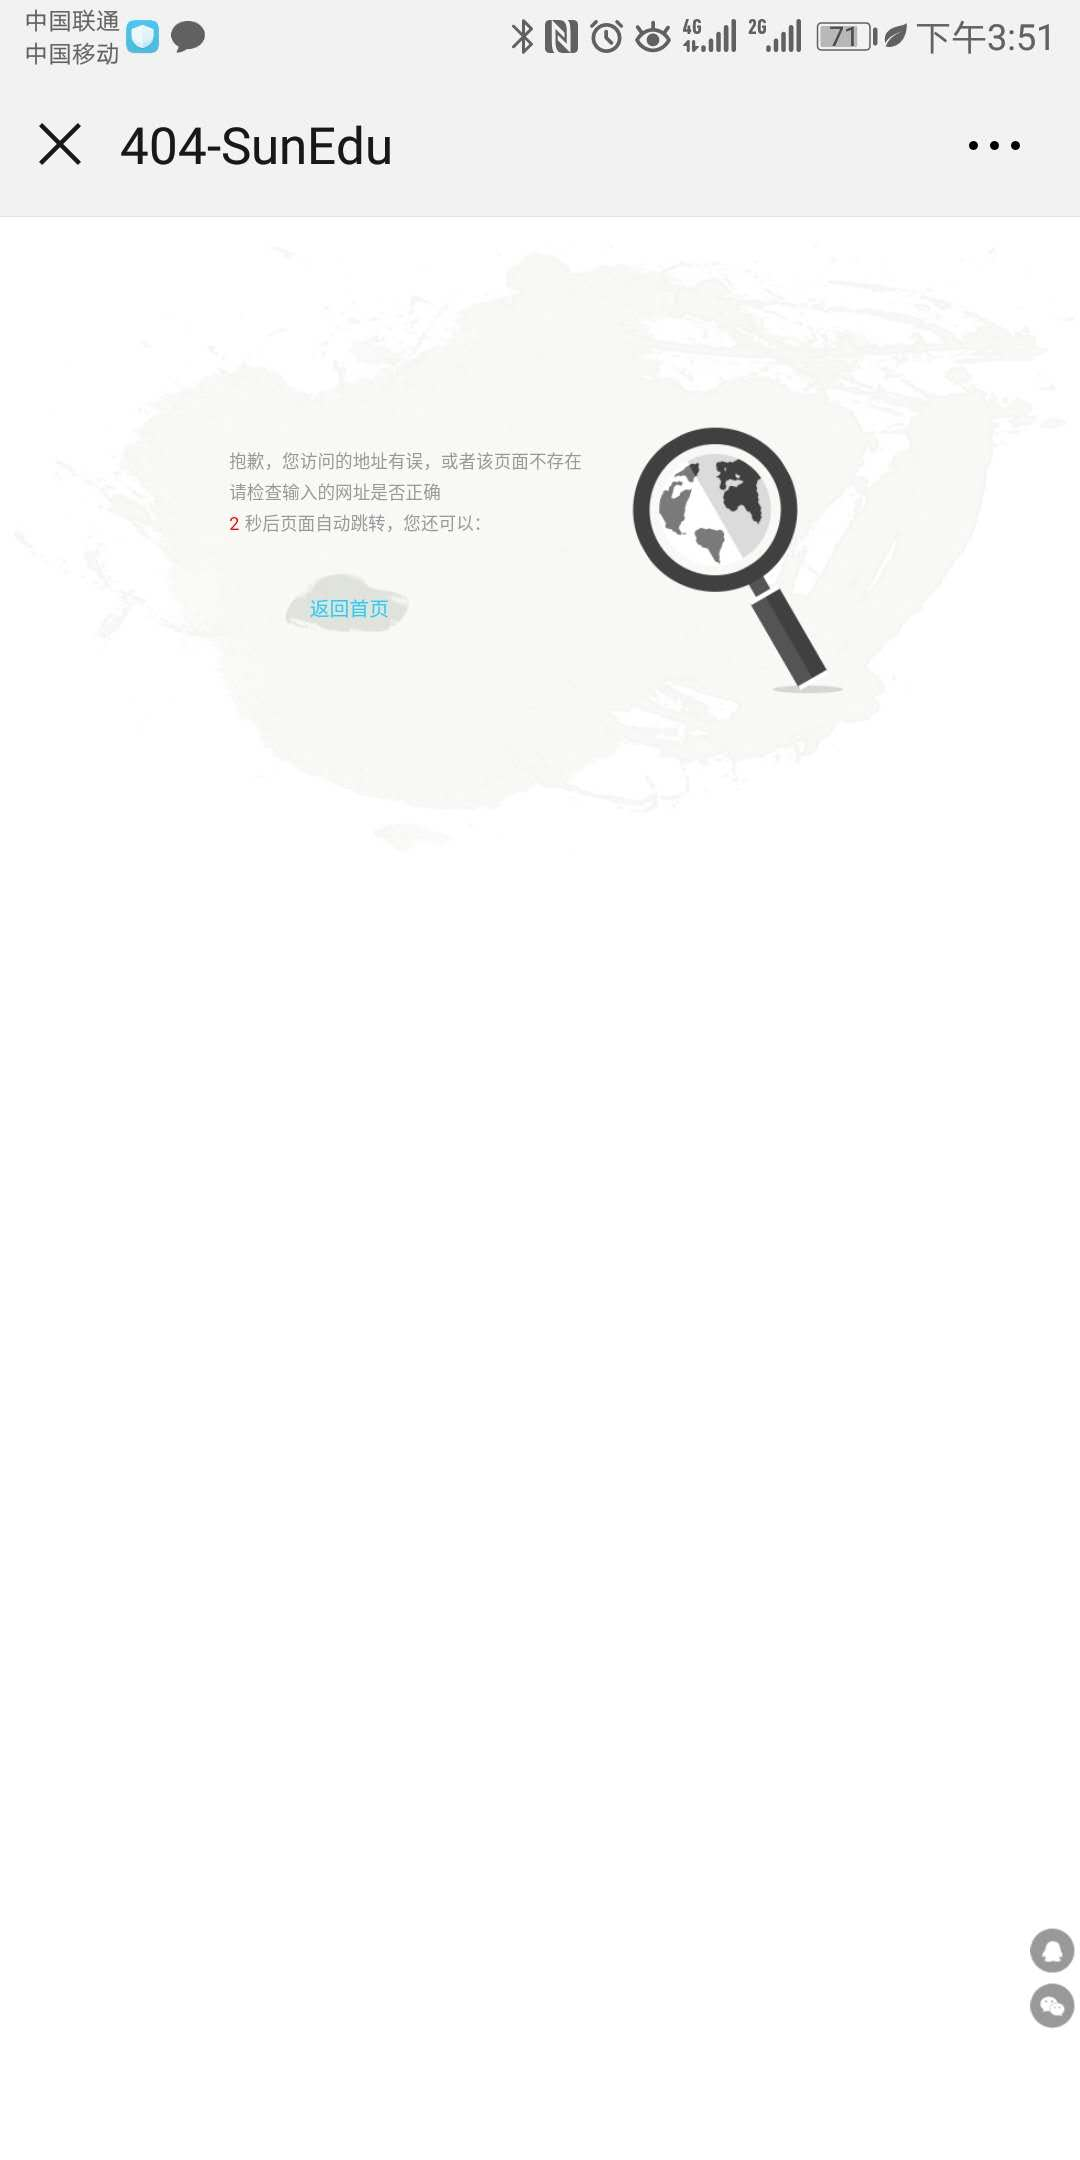 中国联通
中国移动
4G
2G
71
下午3:51
404-SunEdu
抱歉，您访问的地址有误，或者该页面不存在
请检查输入的网址是否正确
2 秒后页面自动跳转，您还可以：
返回首页